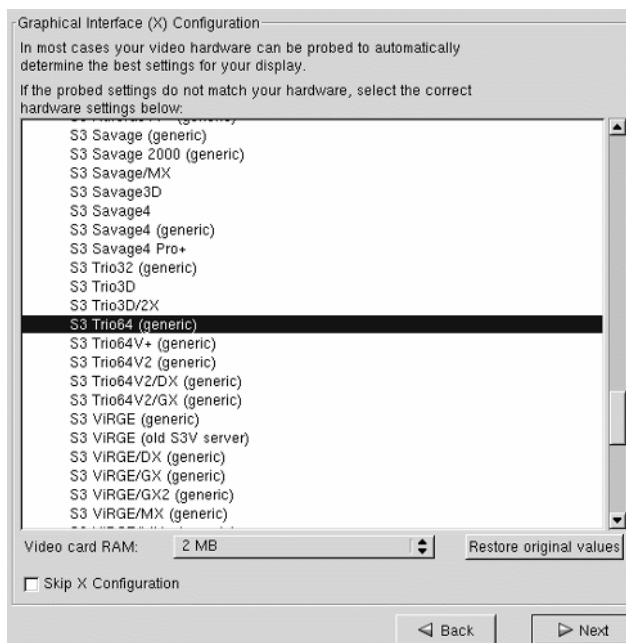 Graphical Interface (X) Configuration
In most cases your video hardware can be probed to automatically
determine the best settings for your display.
If the probed settings do not match your hardware, select the correct
hardware settings below:
S3 Savage (generic)
S3 Savage 2000 (generic)
S3 Savage/MX
S3 Savage3D
S3 Savage4
S3 Savage4 (generic)
S3 Savage4 Pro+
S3 Trio32 (generic)
S3 Trio3D
S3 Trio3D/2X
S3 Trio64 (generic)
S3 Trio64V+ (generic)
S3 Trio64V2 (generic)
S3 Trio64V2/DX (generic)
S3 Trio64V2/GX (generic)
S3 ViRGE (generic)
S3 ViRGE (old S3V server)
S3 ViRGE/DX (generic)
S3 ViRGE/GX (generic)
S3 ViRGE/GX2 (generic)
S3 ViRGE/MX (generic)
Video card RAM: 2 MB Restore original values
Skip X Configuration
Back Next